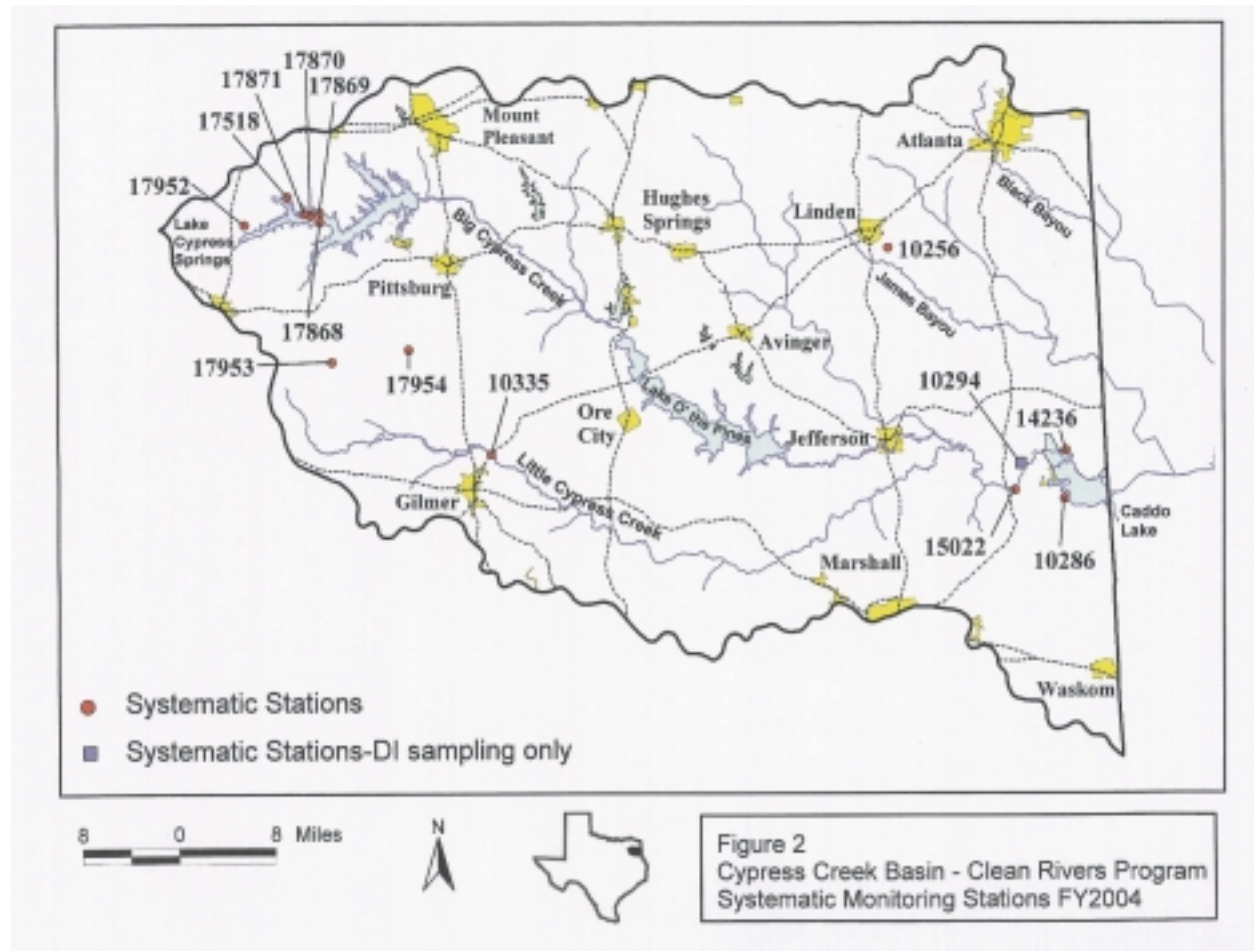 17870
17871
17869
17518
Mount
Pleasant
Atlanta
17952
Hughes
Springs
Black Bayou
Linden
Lake
Cypress
Springs
Big Cypress Creek
10256
Pittsburg
James Bayou
17868
Avinger
17953
17954
10335
10294
Lake O' the Pines
14236
Ore
City
Jefferson
Little Cypress Creek
Gilmer
Caddo
Lake
15022
10286
Marshall
Waskom
Systematic Stations
Systematic Stations-DI sampling only
8 0 8 Miles
N
Figure 2
Cypress Creek Basin - Clean Rivers Program
Systematic Monitoring Stations FY2004